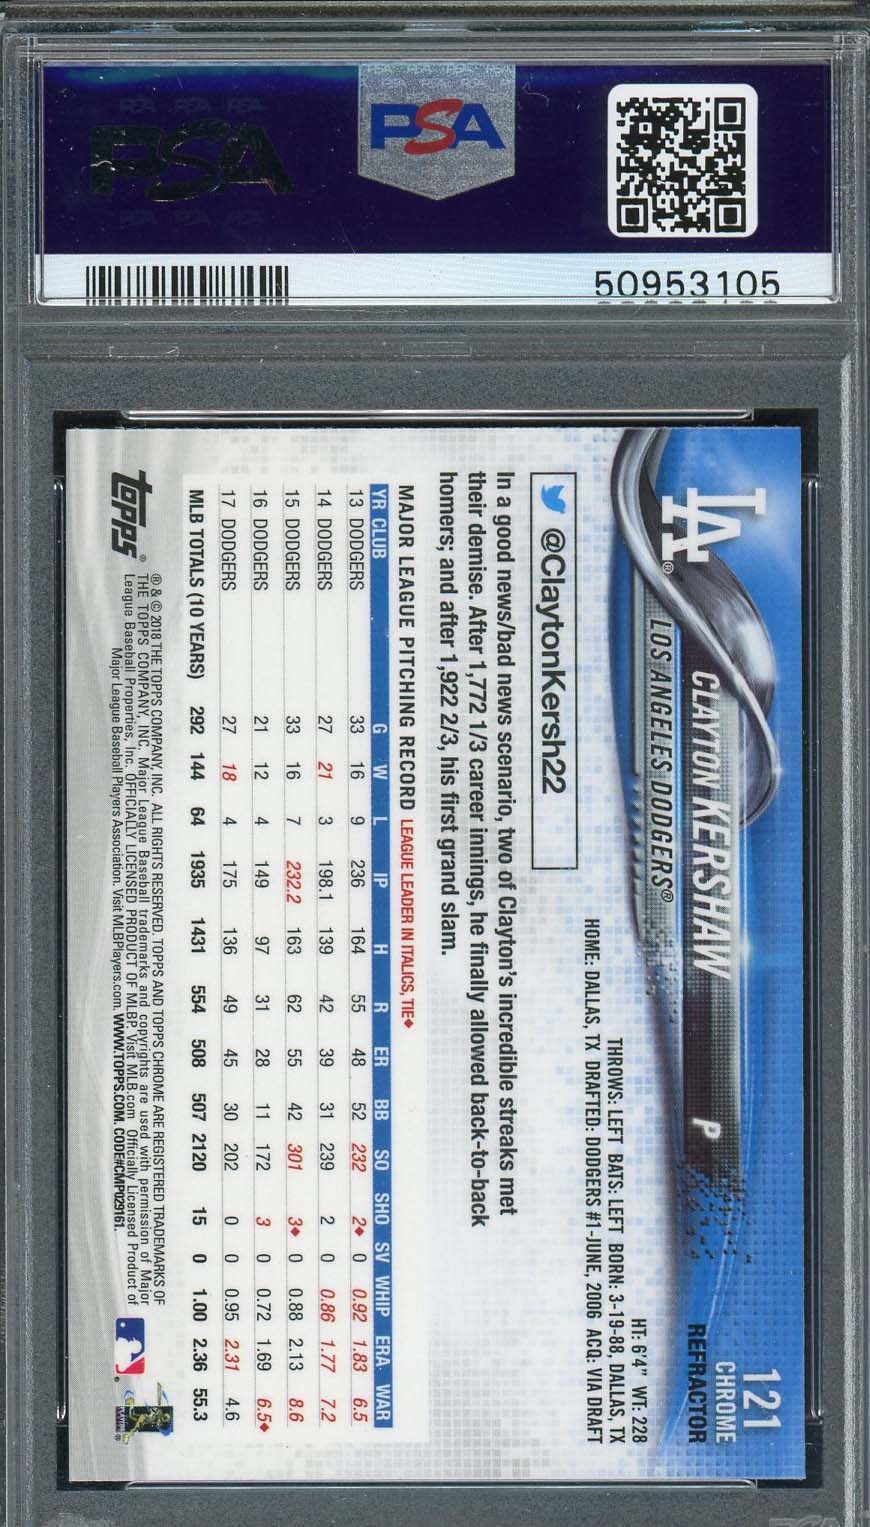 PSA
PSA
50953105
121
CHROME
REFRACTOR
LA®
CLAYTON KERSHAW P
LOS ANGELES DODGERS®
HT: 6'4" WT: 228
THROWS: LEFT BATS: LEFT BORN: 3-19-88, DALLAS, TX
HOME: DALLAS, TX DRAFTED: DODGERS #1-JUNE, 2006 ACQ: VIA DRAFT
@ClaytonKersh22
In a good news/bad news scenario, two of Clayton's incredible streaks met
their demise. After 1,772 1/3 career innings, he finally allowed back-to-back
homers; and after 1,922 2/3, his first grand slam.
MAJOR LEAGUE PITCHING RECORD LEAGUE LEADER IN ITALICS, TIE♦
YR CLUB G W L IP H R ER BB SO SHO SV WHIP ERA WAR
13 DODGERS 33 16 9 236 164 55 48 52 232 2♦ 0 0.92 1.83 6.5
14 DODGERS 27 21 3 198.1 139 42 39 31 239 2 0 0.86 1.77 7.2
15 DODGERS 33 16 7 232.2 163 62 55 42 301 3♦ 0 0.88 2.13 8.6
16 DODGERS 21 12 4 149 97 31 28 11 172 3 0 0.72 1.69 6.5♦
17 DODGERS 27 18 4 175 136 49 45 30 202 0 0 0.95 2.31 4.6
MLB TOTALS (10 YEARS) 292 144 64 1935 1431 554 508 507 2120 15 0 1.00 2.36 55.3
topps®
® & © 2018 THE TOPPS COMPANY, INC. ALL RIGHTS RESERVED. TOPPS AND TOPPS CHROME ARE REGISTERED TRADEMARKS OF
THE TOPPS COMPANY, INC. Major League Baseball trademarks and copyrights are used with permission of Major
League Baseball Properties, Inc. OFFICIALLY LICENSED PRODUCT OF MLBP. Visit MLB.com Officially Licensed Product of
Major League Baseball Players Association. Visit MLBPlayers.com. WWW.TOPPS.COM. CODE#CMP029161.